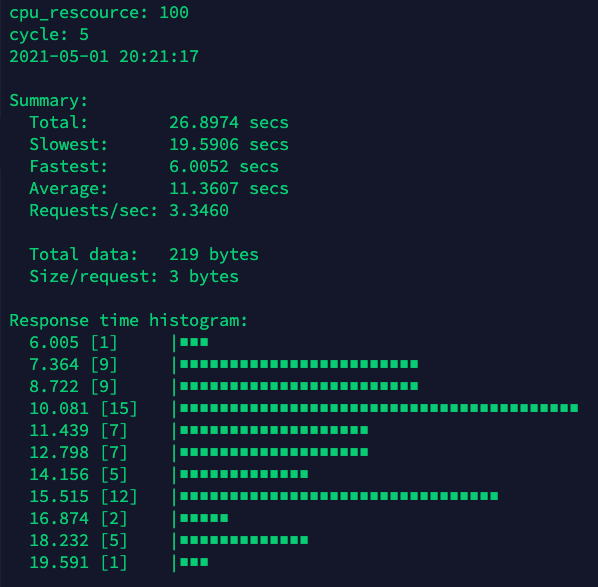 cpu_rescource: 100
cycle: 5
2021-05-01 20:21:17
Summary:
Total: 26.8974 secs
Slowest: 19.5906 secs
Fastest: 6.0052 secs
Average: 11.3607 secs
Requests/sec: 3.3460
Total data: 219 bytes
Size/request: 3 bytes
Response time histogram:
6.005 [1] |■■■
7.364 [9] |■■■■■■■■■■■■■■■■■■■■■■■■
8.722 [9] |■■■■■■■■■■■■■■■■■■■■■■■■
10.081 [15] |■■■■■■■■■■■■■■■■■■■■■■■■■■■■■■■■■■■■■■■■
11.439 [7] |■■■■■■■■■■■■■■■■■■■
12.798 [7] |■■■■■■■■■■■■■■■■■■■
14.156 [5] |■■■■■■■■■■■■■
15.515 [12] |■■■■■■■■■■■■■■■■■■■■■■■■■■■■■■■■
16.874 [2] |■■■■■
18.232 [5] |■■■■■■■■■■■■■
19.591 [1] |■■■